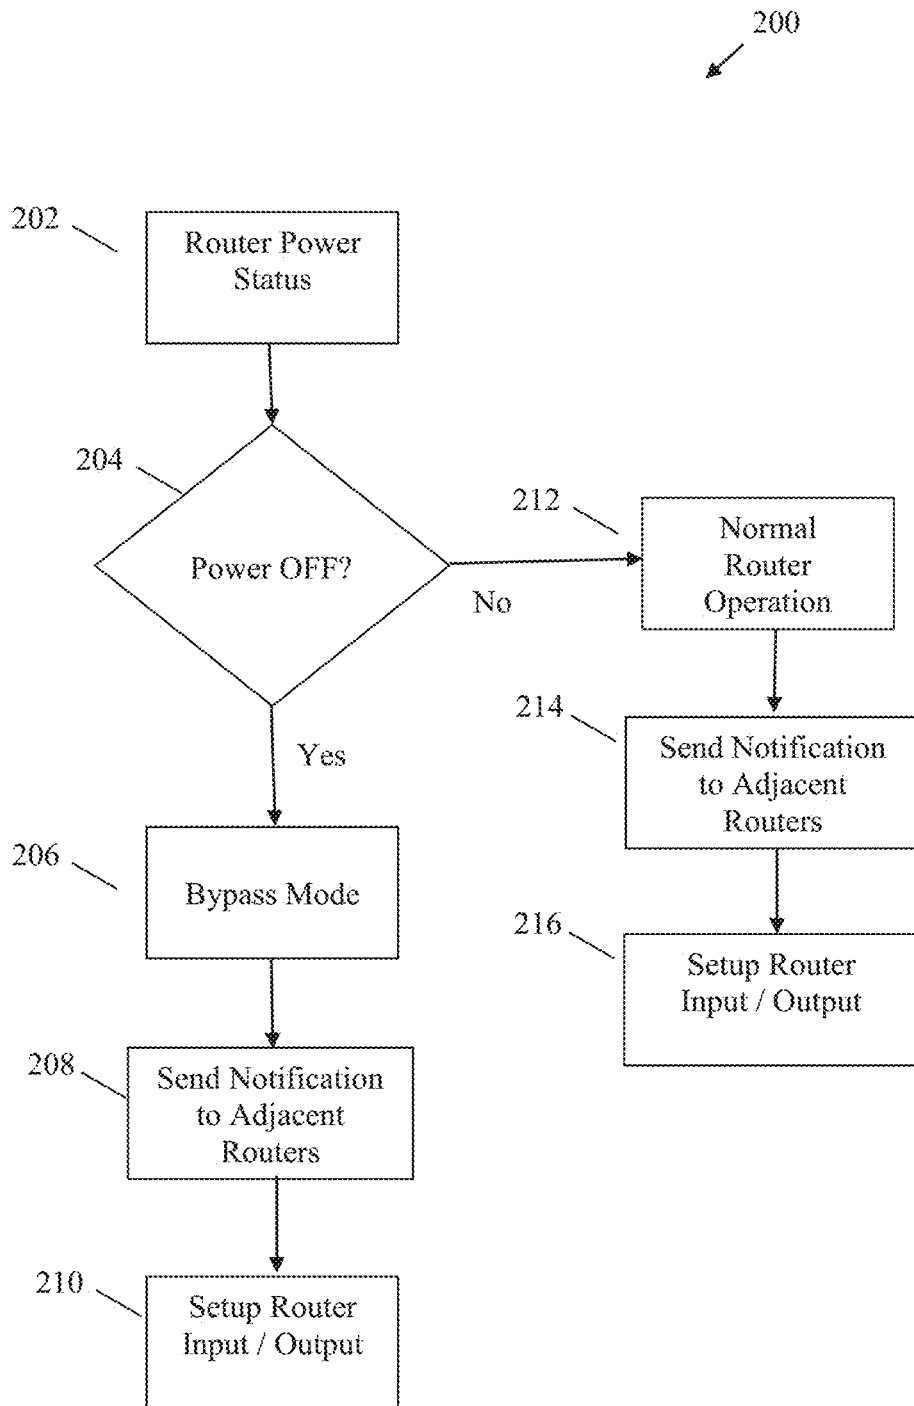 200
202
Router Power
Status
204
Power OFF?
No
212
Normal
Router
Operation
Yes
214
Send Notification
to Adjacent
Routers
206
Bypass Mode
216
Setup Router
Input / Output
208
Send Notification
to Adjacent
Routers
210
Setup Router
Input / Output